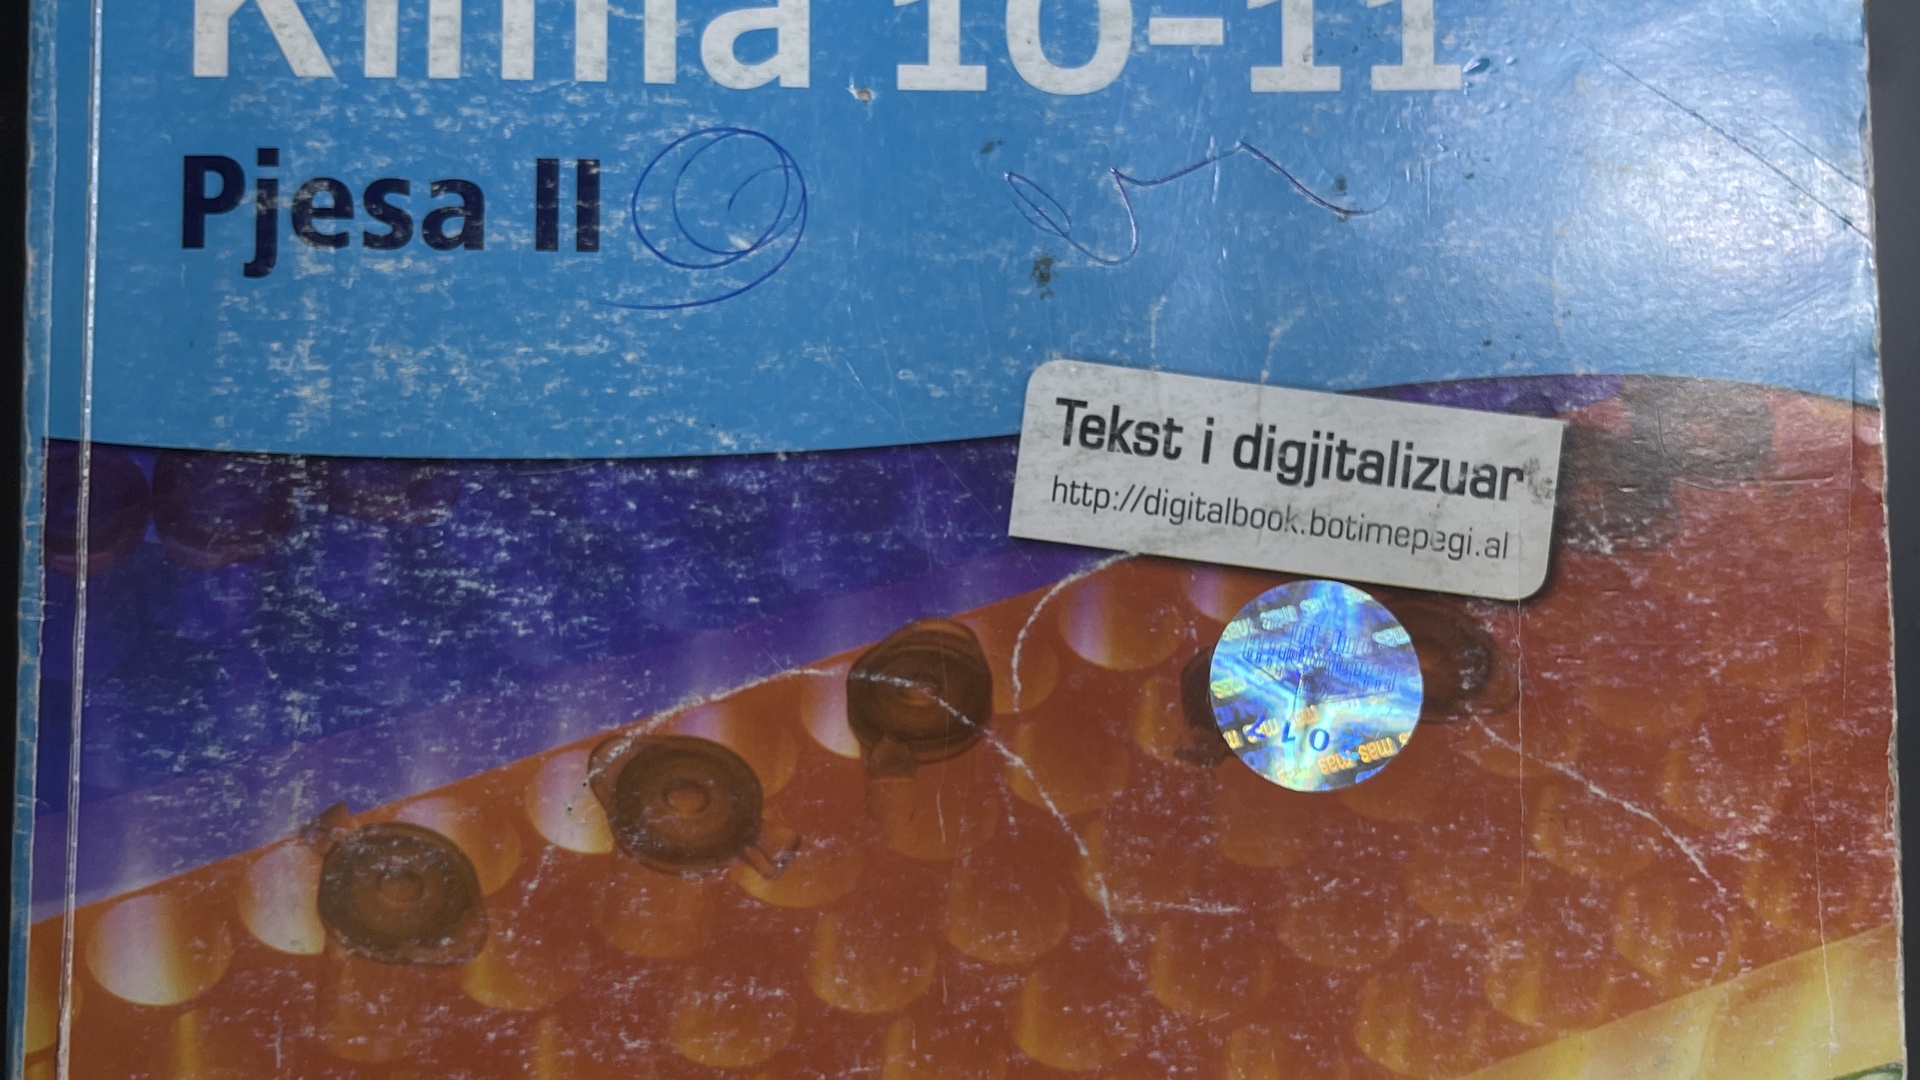 Kimia 10-11
Pjesa II
Tekst i digjitalizuar
http://digitalbook.botimepegi.al